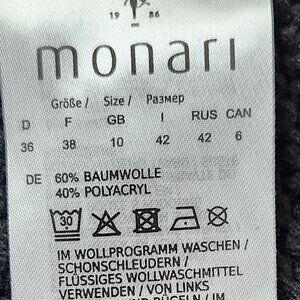 19 86
monari
Größe / Size / Размер
D F GB I RUS CAN
36 38 10 42 42 6
DE 60% BAUMWOLLE
40% POLYACRYL
30
IM WOLLPROGRAMM WASCHEN /
SCHONSCHLEUDERN /
FLÜSSIGES WOLLWASCHMITTEL
VERWENDEN / VON LINKS